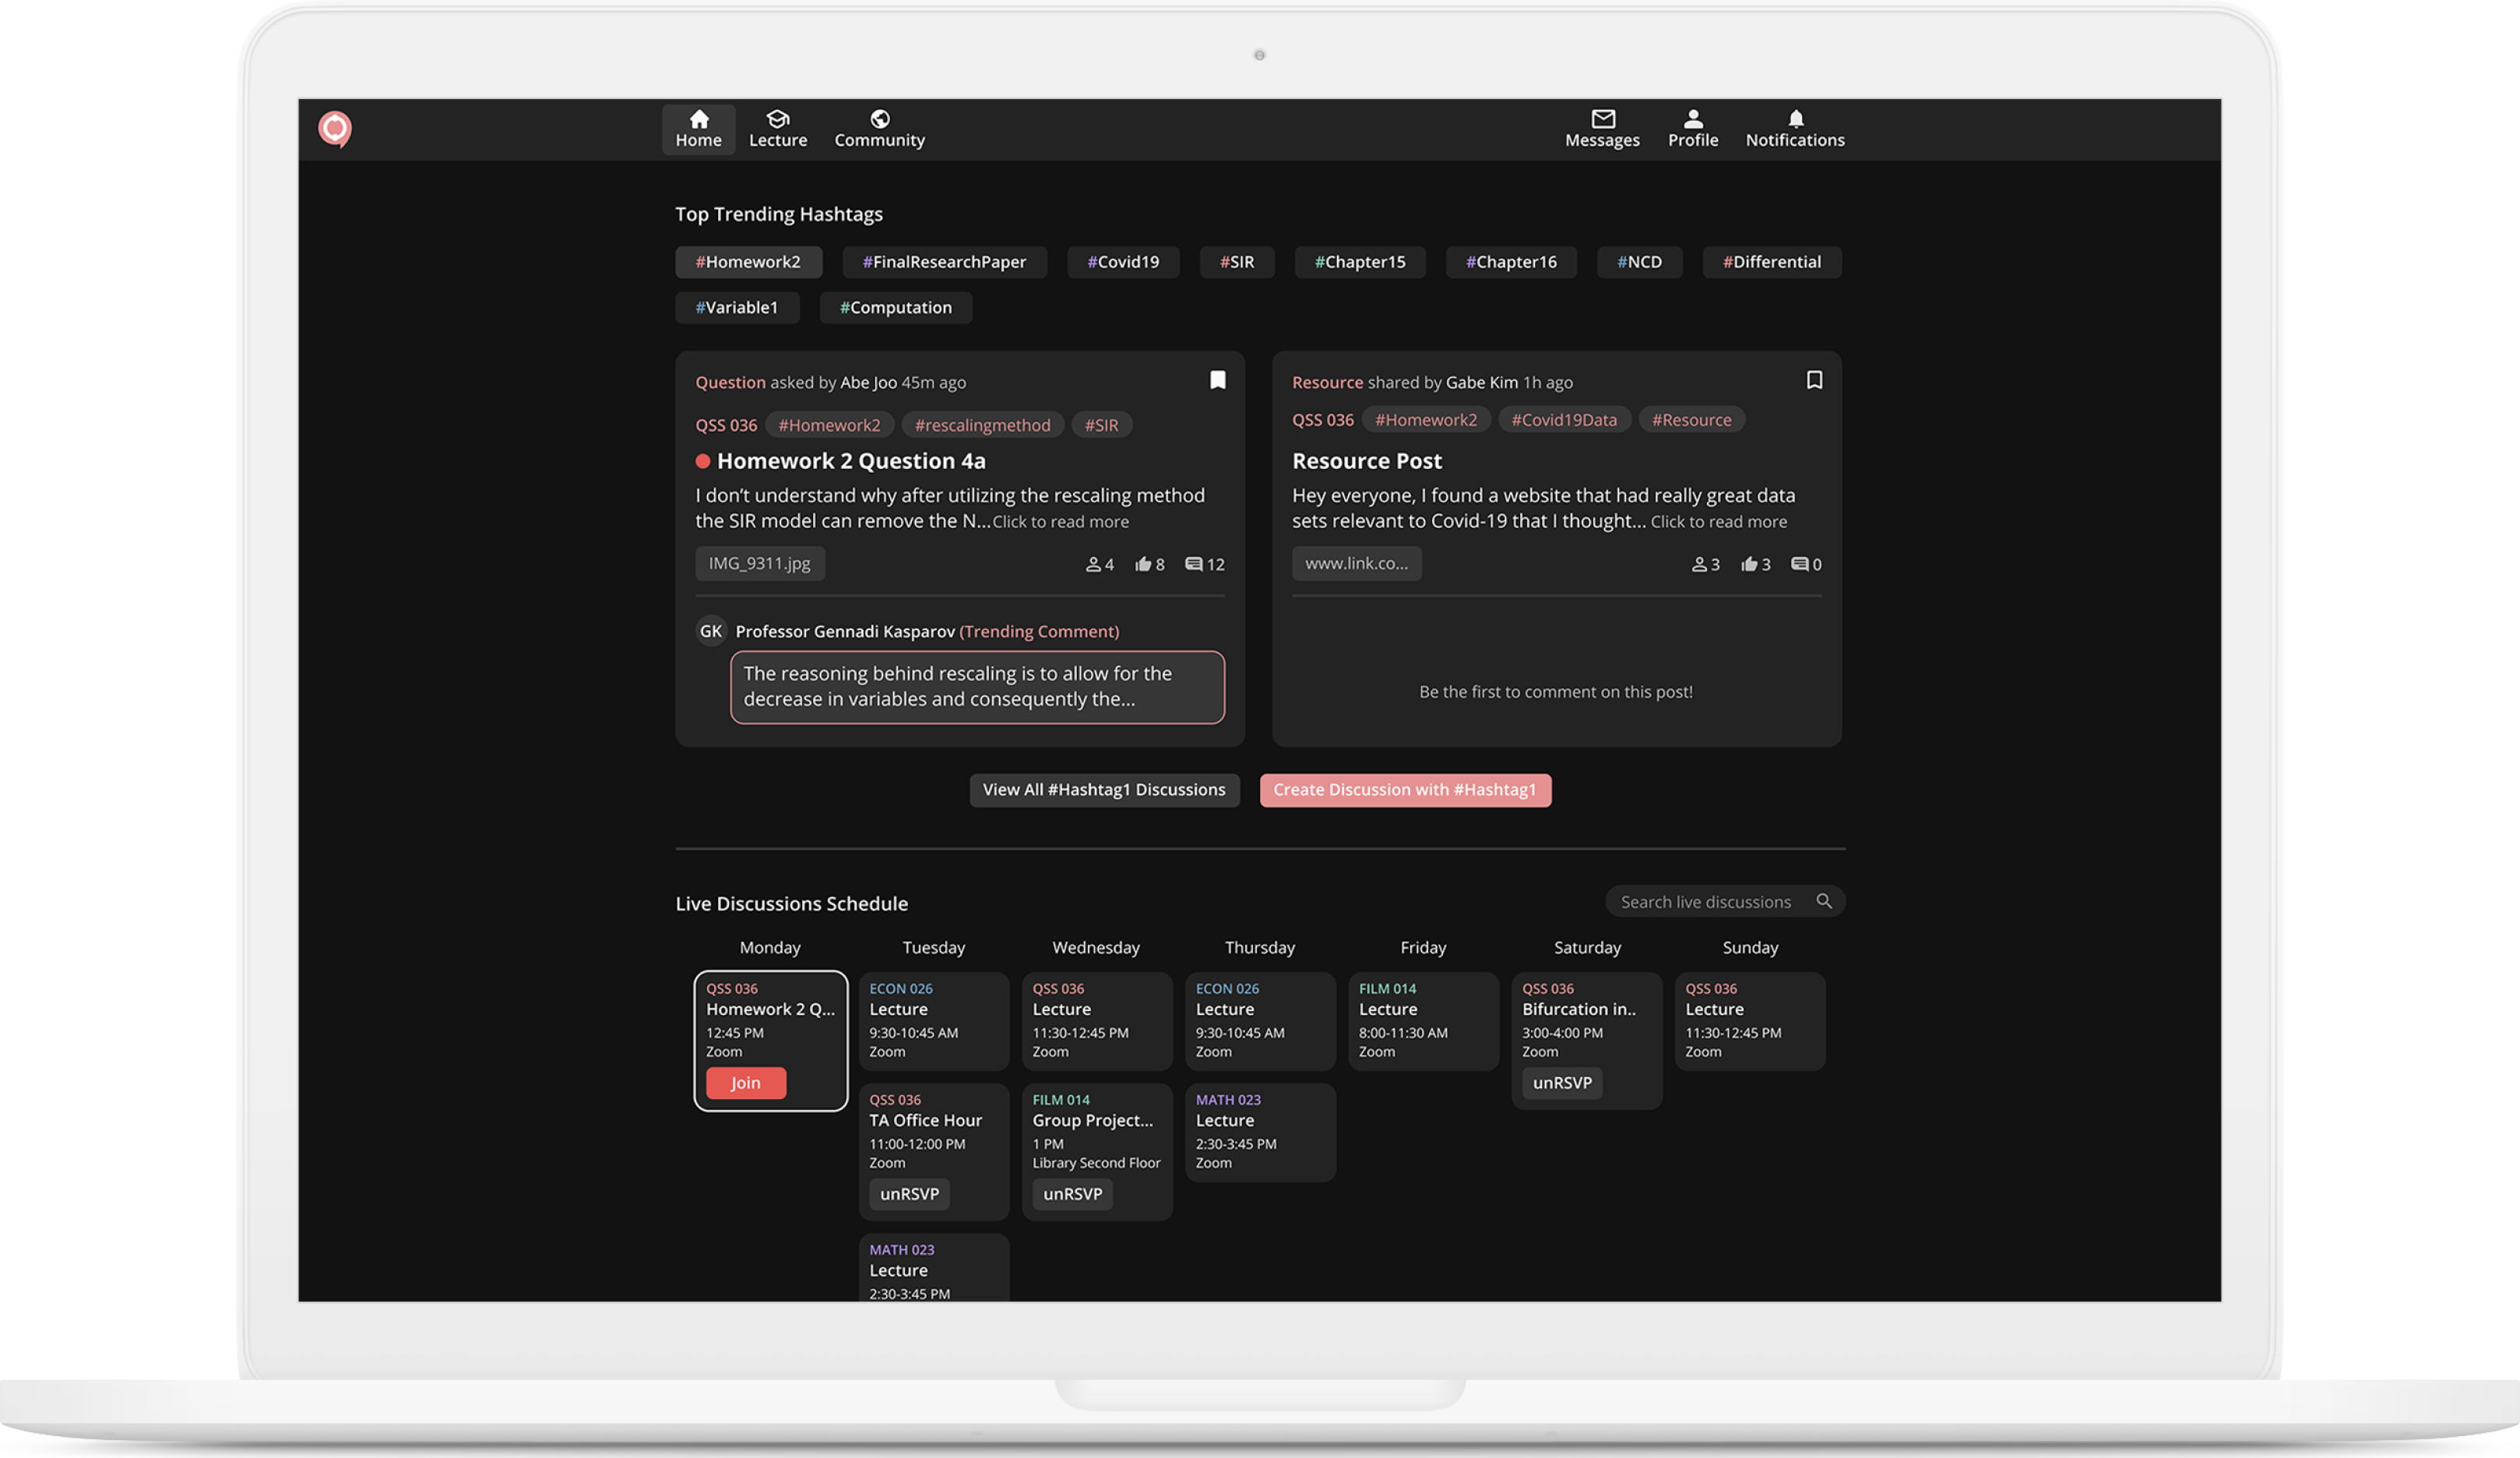 Home Lecture Community Messages Profile Notifications
Top Trending Hashtags
#Homework2 #FinalResearchPaper #Covid19 #SIR #Chapter15 #Chapter16 #NCD #Differential
#Variable1 #Computation
Question asked by Abe Joo 45m ago
QSS 036 #Homework2 #rescalingmethod #SIR
Homework 2 Question 4a
I don’t understand why after utilizing the rescaling method
the SIR model can remove the N...Click to read more
IMG_9311.jpg 4 8 12
GK Professor Gennadi Kasparov (Trending Comment)
The reasoning behind rescaling is to allow for the
decrease in variables and consequently the...
Resource shared by Gabe Kim 1h ago
QSS 036 #Homework2 #Covid19Data #Resource
Resource Post
Hey everyone, I found a website that had really great data
sets relevant to Covid-19 that I thought... Click to read more
www.link.co... 3 3 0
Be the first to comment on this post!
View All #Hashtag1 Discussions Create Discussion with #Hashtag1
Live Discussions Schedule Search live discussions
Monday
QSS 036
Homework 2 Q...
12:45 PM
Zoom
Join
Tuesday
ECON 026
Lecture
9:30-10:45 AM
Zoom
QSS 036
TA Office Hour
11:00-12:00 PM
Zoom
unRSVP
MATH 023
Lecture
2:30-3:45 PM
Wednesday
QSS 036
Lecture
11:30-12:45 PM
Zoom
FILM 014
Group Project...
1 PM
Library Second Floor
unRSVP
Thursday
ECON 026
Lecture
9:30-10:45 AM
Zoom
MATH 023
Lecture
2:30-3:45 PM
Zoom
Friday
FILM 014
Lecture
8:00-11:30 AM
Zoom
Saturday
QSS 036
Bifurcation in..
3:00-4:00 PM
Zoom
unRSVP
Sunday
QSS 036
Lecture
11:30-12:45 PM
Zoom